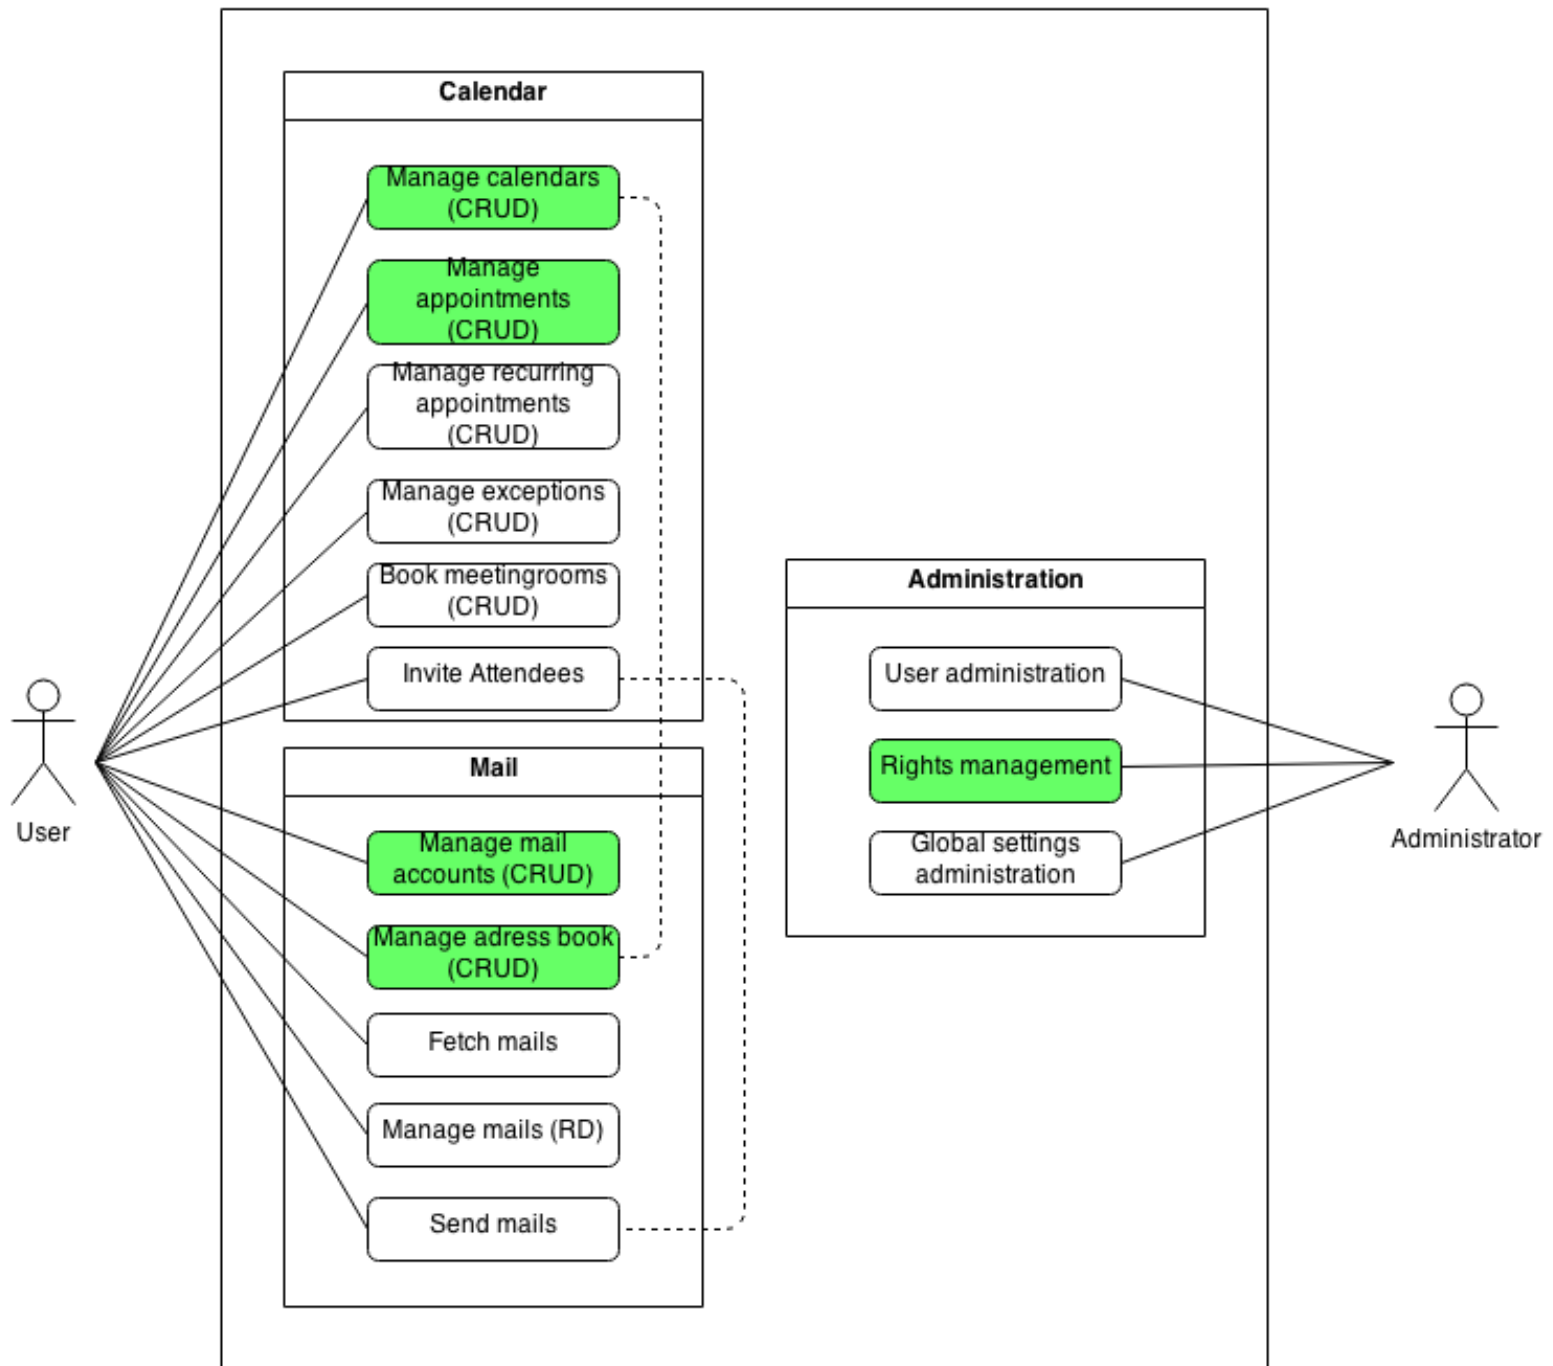 Calendar
Manage calendars
(CRUD)
Manage
appointments
(CRUD)
Manage recurring
appointments
(CRUD)
Manage exceptions
(CRUD)
Book meetingrooms
(CRUD)
Invite Attendees
Mail
Manage mail
accounts (CRUD)
Manage adress book
(CRUD)
Fetch mails
Manage mails (RD)
Send mails
User
Administration
User administration
Rights management
Global settings
administration
Administrator